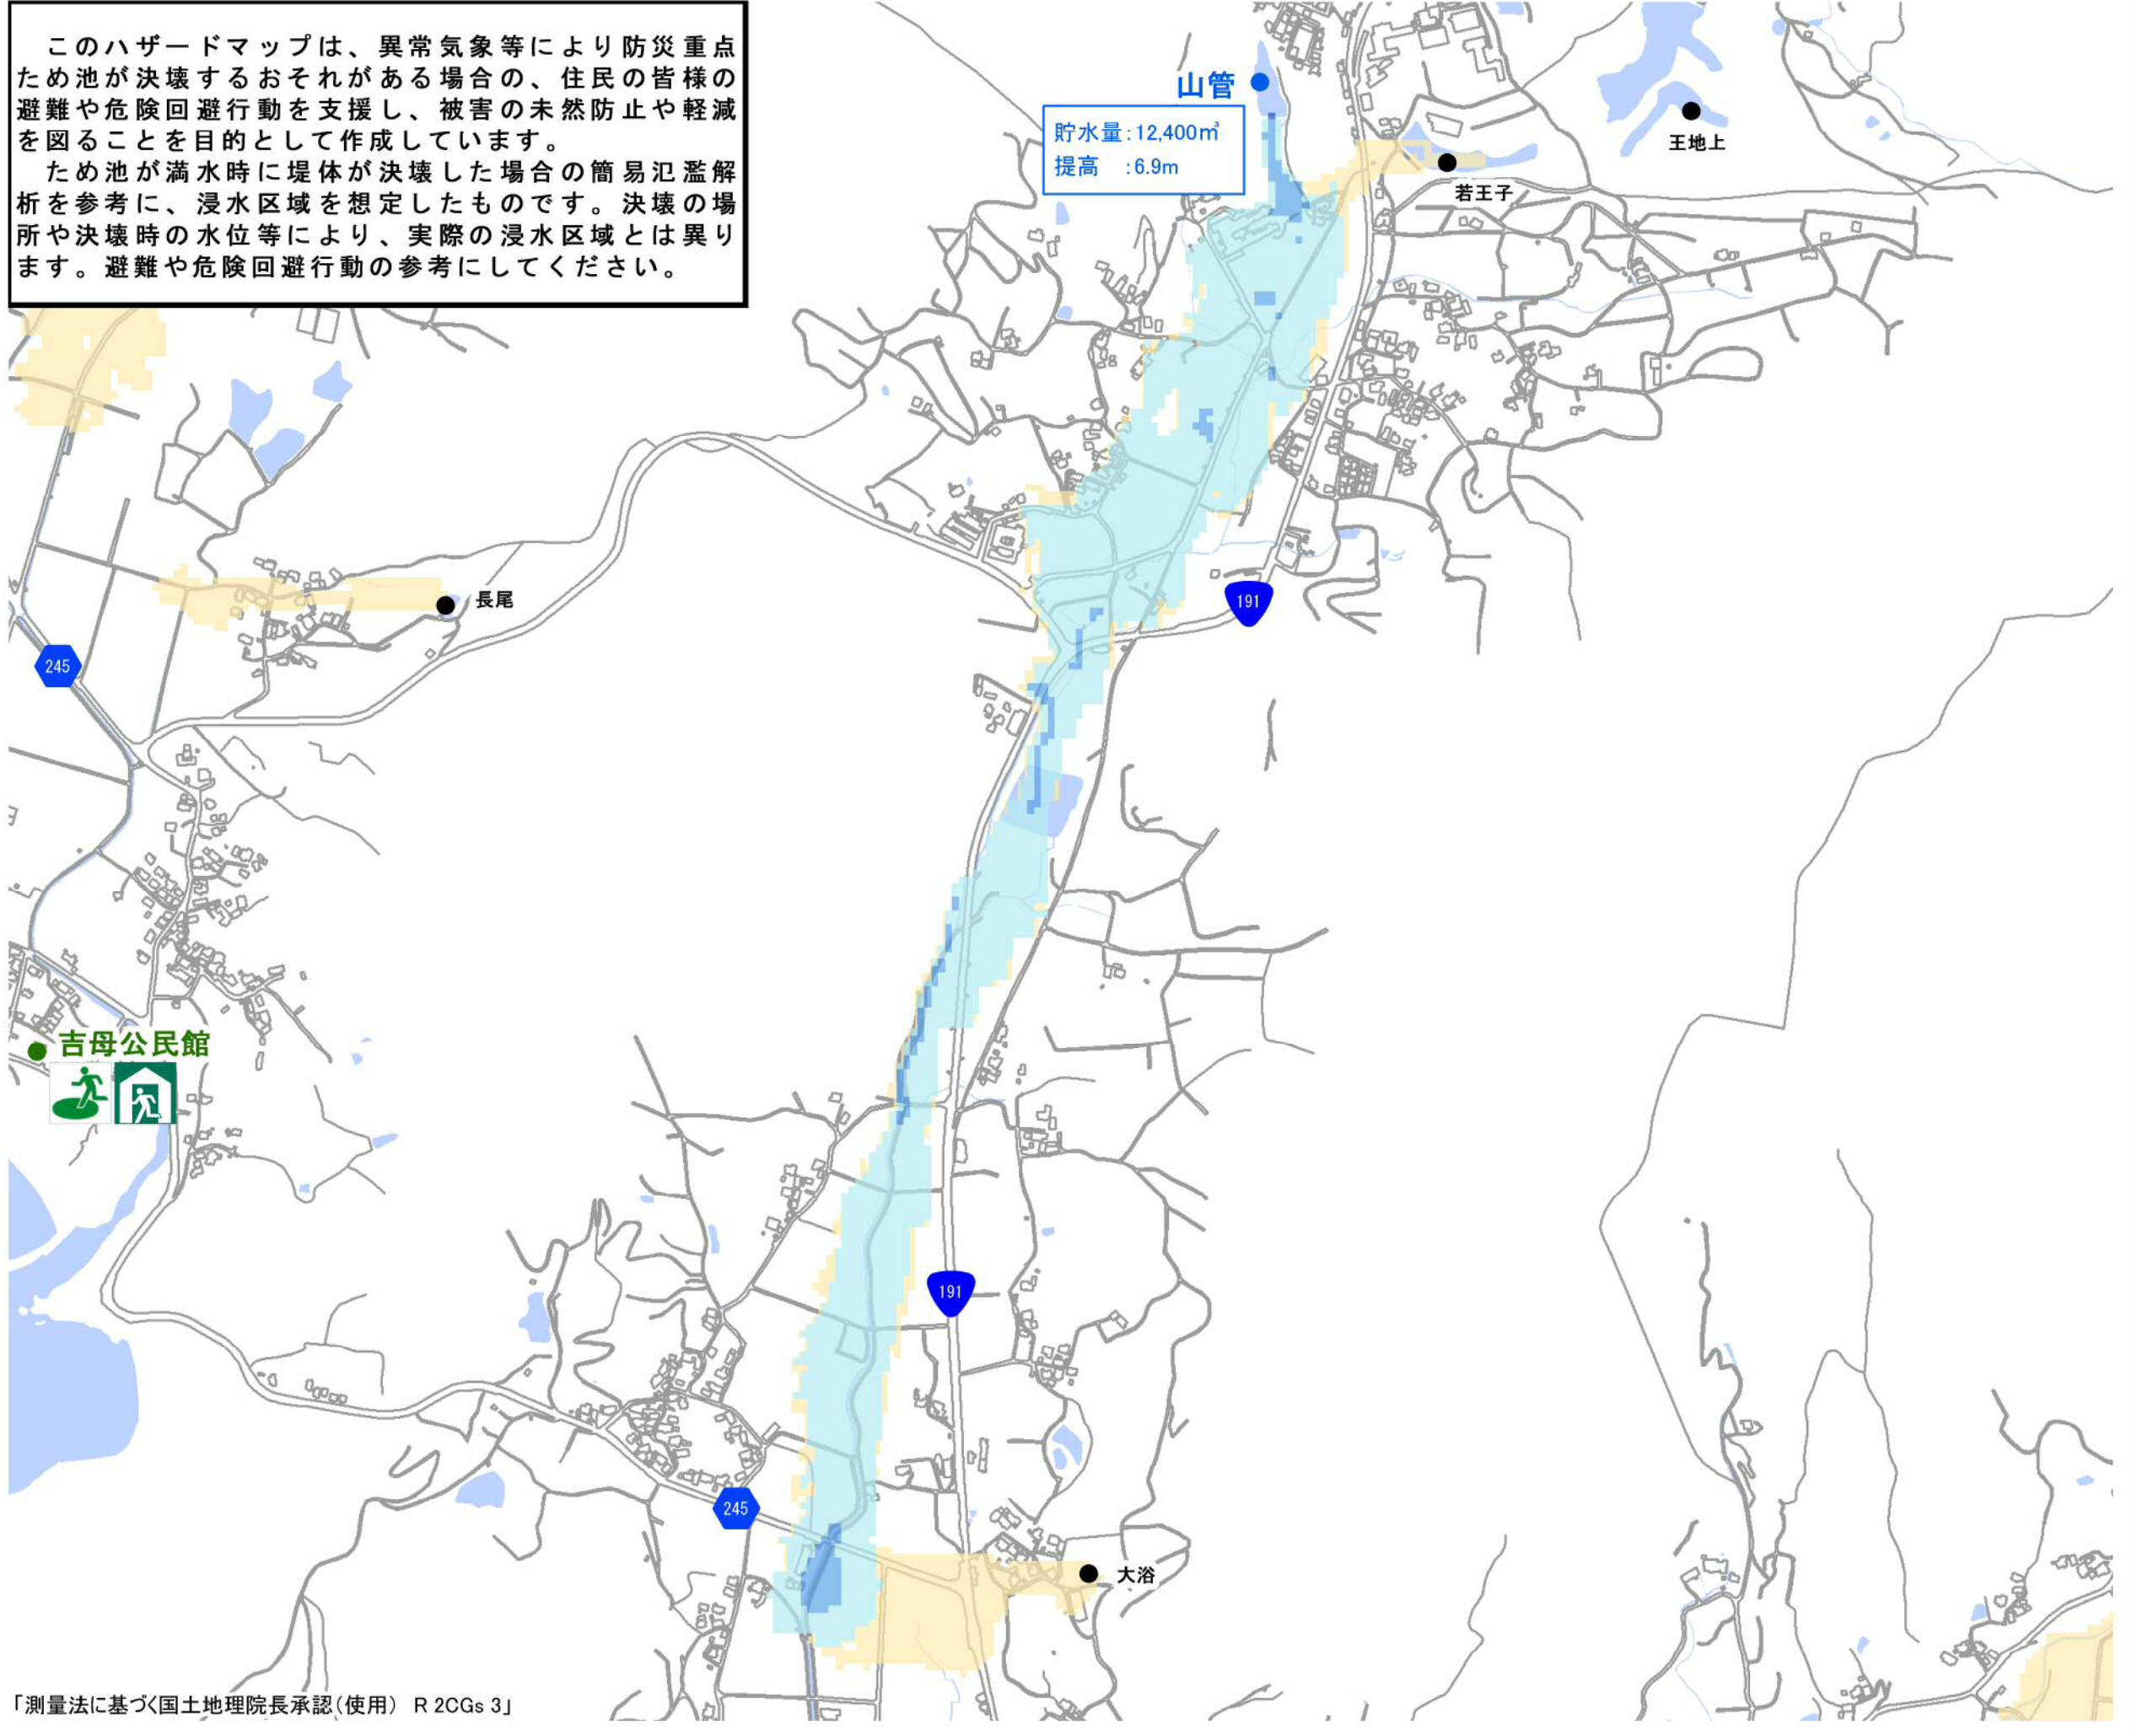 このハザードマップは、異常気象等により防災重点
ため池が決壊するおそれがある場合の、住民の皆様の
避難や危険回避行動を支援し、被害の未然防止や軽減
を図ることを目的として作成しています。
ため池が満水時に堤体が決壊した場合の簡易氾濫解
析を参考に、浸水区域を想定したものです。決壊の場
所や決壊時の水位等により、実際の浸水区域とは異り
ます。避難や危険回避行動の参考にしてください。
山管
貯水量:12,400㎥
提高 :6.9m
王地上
若王子
長尾
191
245
吉母公民館
191
245
大浴
「測量法に基づく国土地理院長承認(使用) R 2CGs 3」